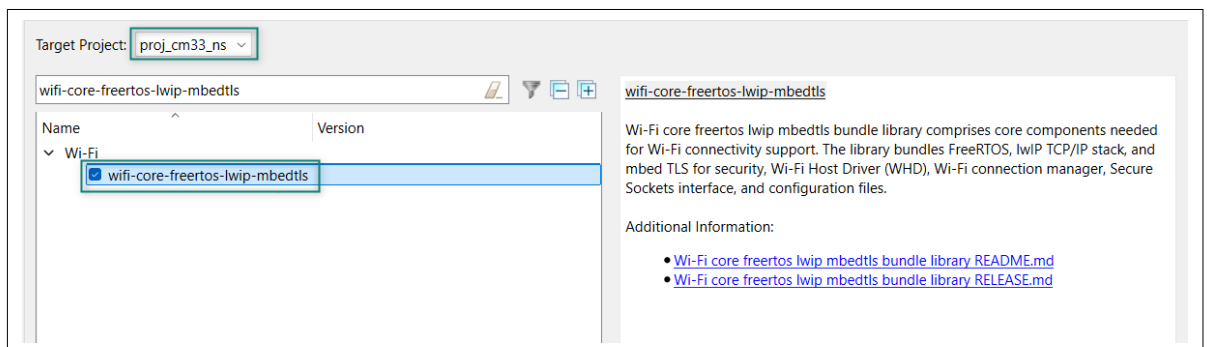 Target Project: proj_cm33_ns
wifi-core-freertos-lwip-mbedtls
Name Version
Wi-Fi
wifi-core-freertos-lwip-mbedtls
wifi-core-freertos-lwip-mbedtls
Wi-Fi core freertos lwip mbedtls bundle library comprises core components needed
for Wi-Fi connectivity support. The library bundles FreeRTOS, lwIP TCP/IP stack, and
mbed TLS for security, Wi-Fi Host Driver (WHD), Wi-Fi connection manager, Secure
Sockets interface, and configuration files.
Additional Information:
• Wi-Fi core freertos lwip mbedtls bundle library README.md
• Wi-Fi core freertos lwip mbedtls bundle library RELEASE.md